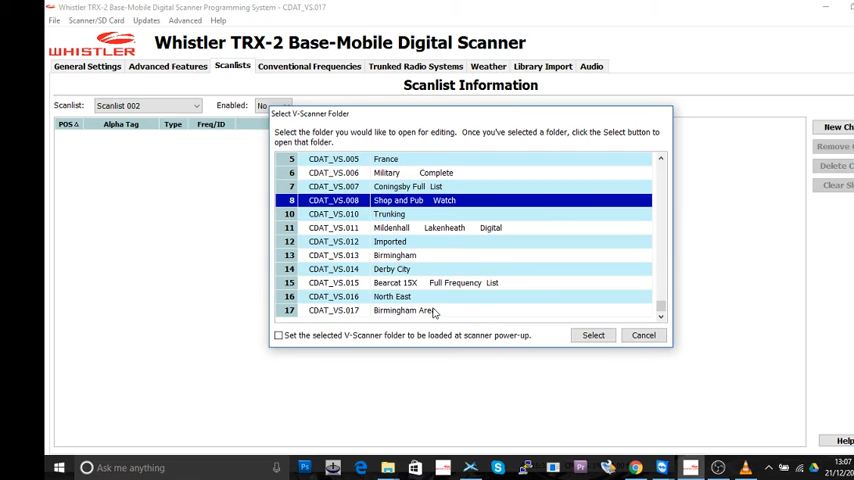 Whistler TRX-2 Base-Mobile Digital Scanner Programming System - CDAT_VS.017
File Scanner/SD Card Updates Advanced Help
WHISTLER
Whistler TRX-2 Base-Mobile Digital Scanner
General Settings Advanced Features Scanlists Conventional Frequencies Trunked Radio Systems Weather Library Import Audio
Scanlist Information
Scanlist: Scanlist 002 Enabled: No
POS Alpha Tag Type Freq/ID
New Ch
Remove C
Delete C
Clear Sl
Select V-Scanner Folder
Select the folder you would like to open for editing. Once you've selected a folder, click the Select button to
open that folder.
5 CDAT_VS.005 France
6 CDAT_VS.006 Military Complete
7 CDAT_VS.007 Coningsby Full List
8 CDAT_VS.008 Shop and Pub Watch
10 CDAT_VS.010 Trunking
11 CDAT_VS.011 Mildenhall Lakenheath Digital
12 CDAT_VS.012 Imported
13 CDAT_VS.013 Birmingham
14 CDAT_VS.014 Derby City
15 CDAT_VS.015 Bearcat 15X Full Frequency List
16 CDAT_VS.016 North East
17 CDAT_VS.017 Birmingham Area
Set the selected V-Scanner folder to be loaded at scanner power-up. Select Cancel
Help
Ask me anything
13:07
21/12/20